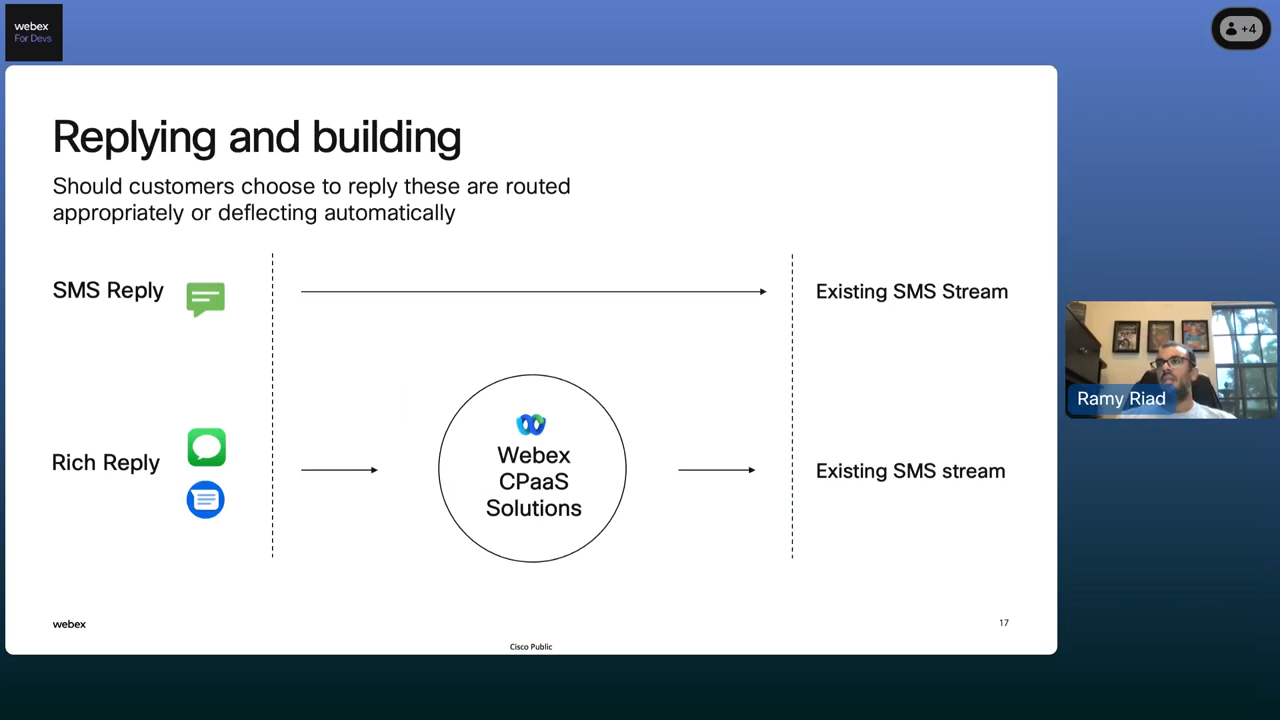 webex
For Devs
+4
Replying and building
Should customers choose to reply these are routed
appropriately or deflecting automatically
SMS Reply
Existing SMS Stream
Rich Reply
Webex
CPaaS
Solutions
Existing SMS stream
Ramy Riad
webex
17
Cisco Public